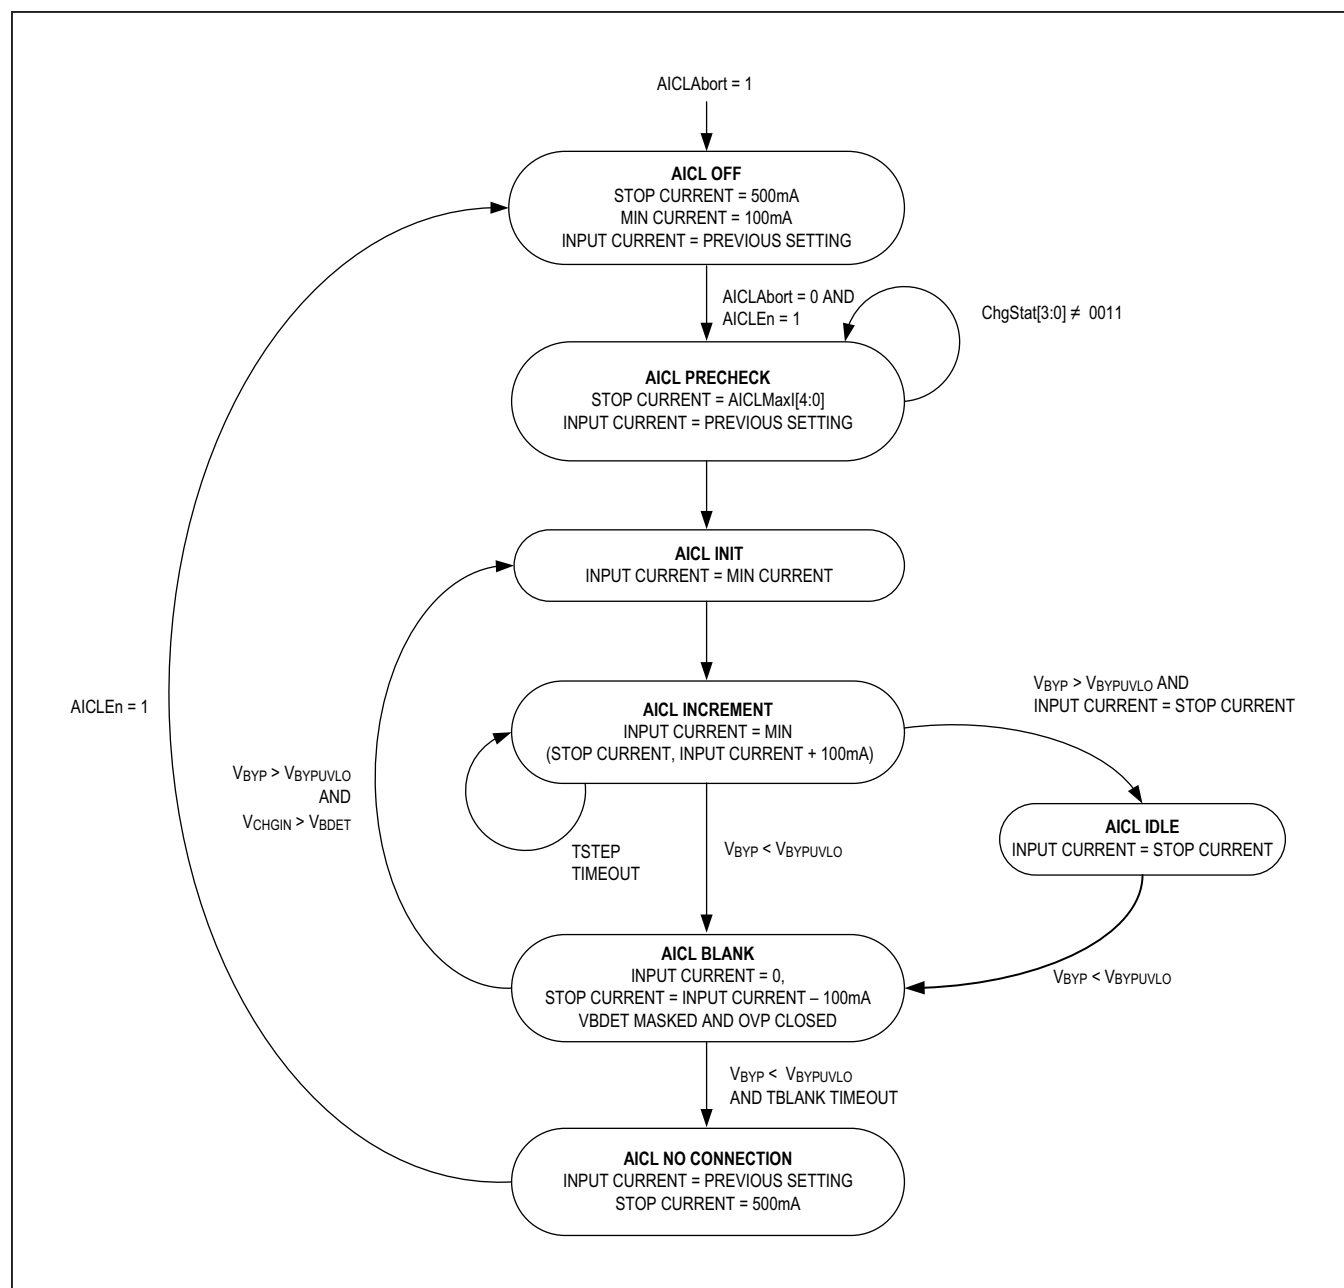 AICLAbort = 1
AICL OFF
STOP CURRENT = 500mA
MIN CURRENT = 100mA
INPUT CURRENT = PREVIOUS SETTING
AICLAbort = 0 AND
AICLEn = 1
ChgStat[3:0] ≠ 0011
AICL PRECHECK
STOP CURRENT = AICLMaxI[4:0]
INPUT CURRENT = PREVIOUS SETTING
AICL INIT
INPUT CURRENT = MIN CURRENT
AICLEn = 1
VBYP > VBYPUVLO AND
INPUT CURRENT = STOP CURRENT
AICL INCREMENT
INPUT CURRENT = MIN
(STOP CURRENT, INPUT CURRENT + 100mA)
VBYP > VBYPUVLO
AND
VCHGIN > VBDET
TSTEP
TIMEOUT
VBYP < VBYPUVLO
AICL IDLE
INPUT CURRENT = STOP CURRENT
VBYP < VBYPUVLO
AICL BLANK
INPUT CURRENT = 0,
STOP CURRENT = INPUT CURRENT – 100mA
VBDET MASKED AND OVP CLOSED
VBYP < VBYPUVLO
AND TBLANK TIMEOUT
AICL NO CONNECTION
INPUT CURRENT = PREVIOUS SETTING
STOP CURRENT = 500mA